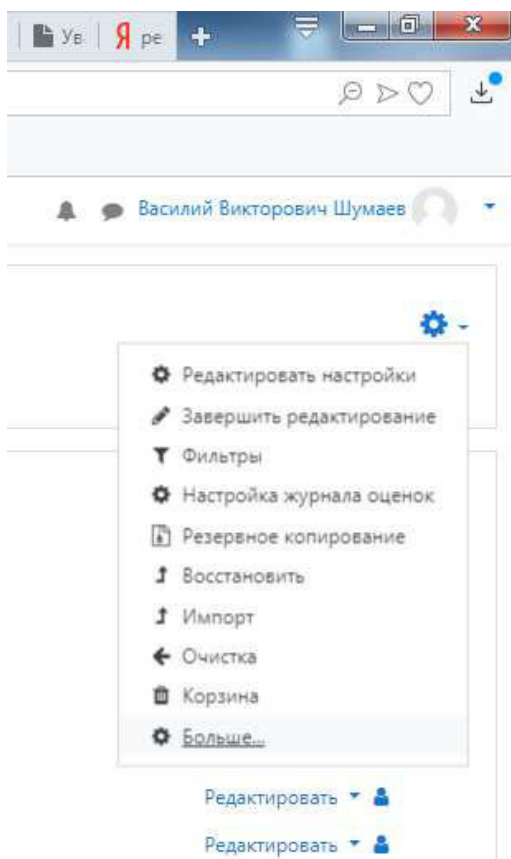 Ув Я ре
Василий Викторович Шумаев
Редактировать настройки
Завершить редактирование
Фильтры
Настройка журнала оценок
Резервное копирование
Восстановить
Импорт
Очистка
Корзина
Больше...
Редактировать
Редактировать